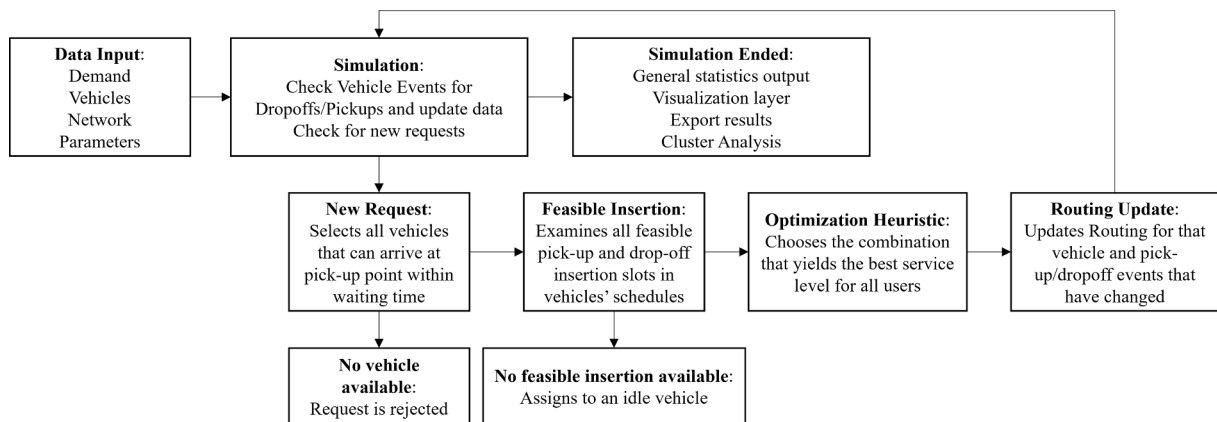 Data Input:
Demand
Vehicles
Network
Parameters
Simulation:
Check Vehicle Events for
Dropoffs/Pickups and update data
Check for new requests
Simulation Ended:
General statistics output
Visualization layer
Export results
Cluster Analysis
New Request:
Selects all vehicles
that can arrive at
pick-up point within
waiting time
Feasible Insertion:
Examines all feasible
pick-up and drop-off
insertion slots in
vehicles’ schedules
Optimization Heuristic:
Chooses the combination
that yields the best service
level for all users
Routing Update:
Updates Routing for that
vehicle and pick-
up/dropoff events that
have changed
No vehicle
available:
Request is rejected
No feasible insertion available:
Assigns to an idle vehicle